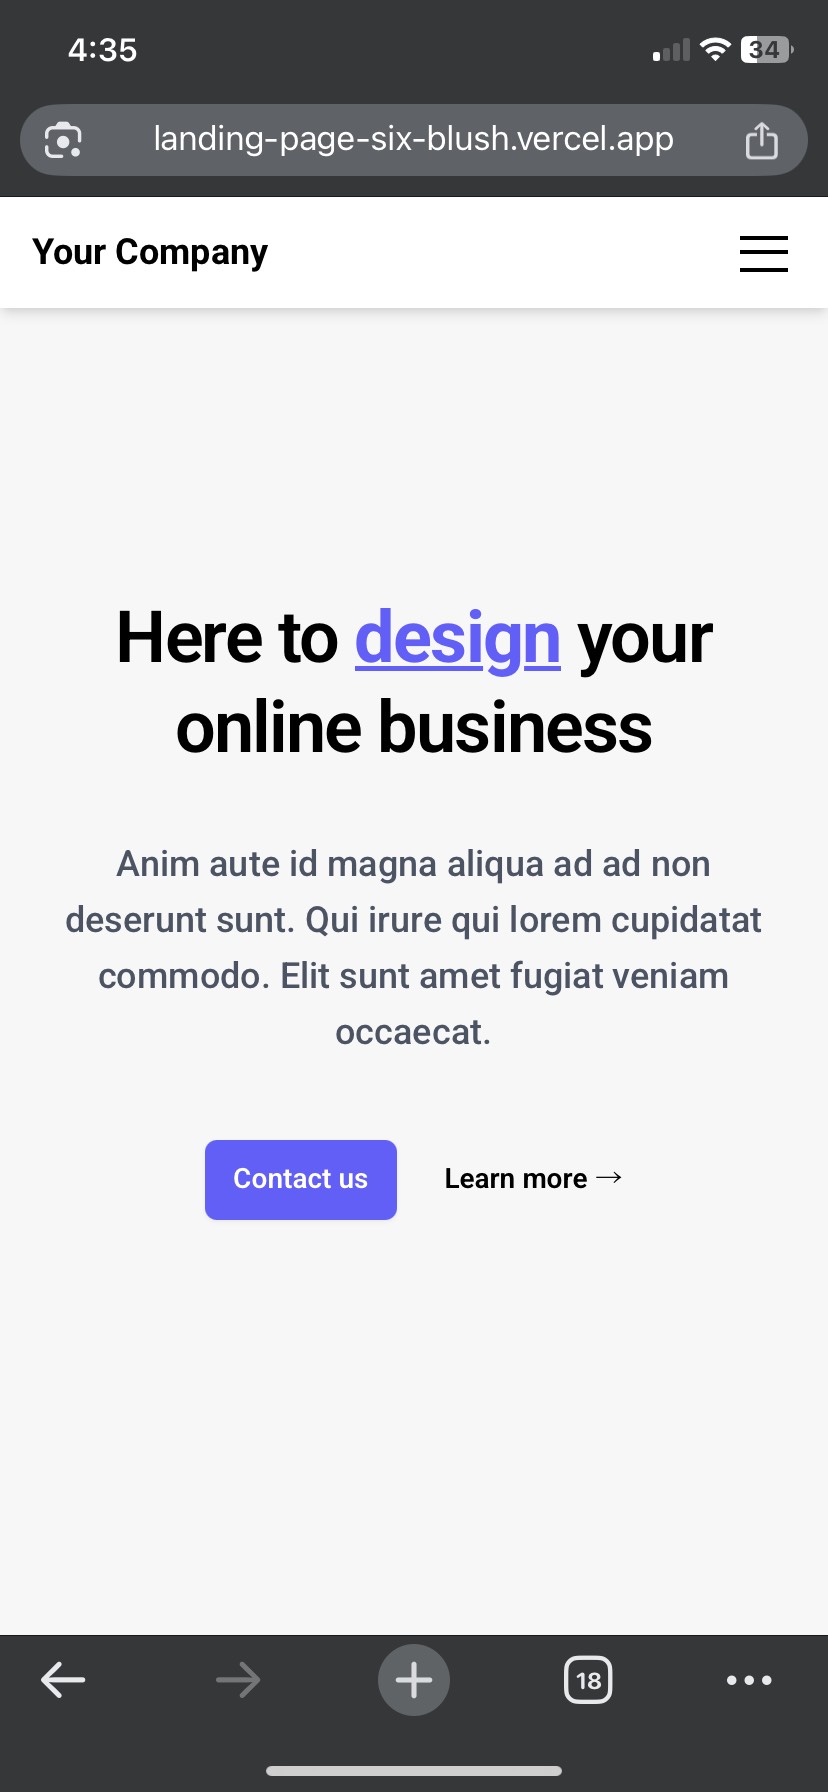 4:35
34
landing-page-six-blush.vercel.app
Your Company
Here to design your
online business
Anim aute id magna aliqua ad ad non
deserunt sunt. Qui irure qui lorem cupidatat
commodo. Elit sunt amet fugiat veniam
occaecat.
Contact us
Learn more →
18